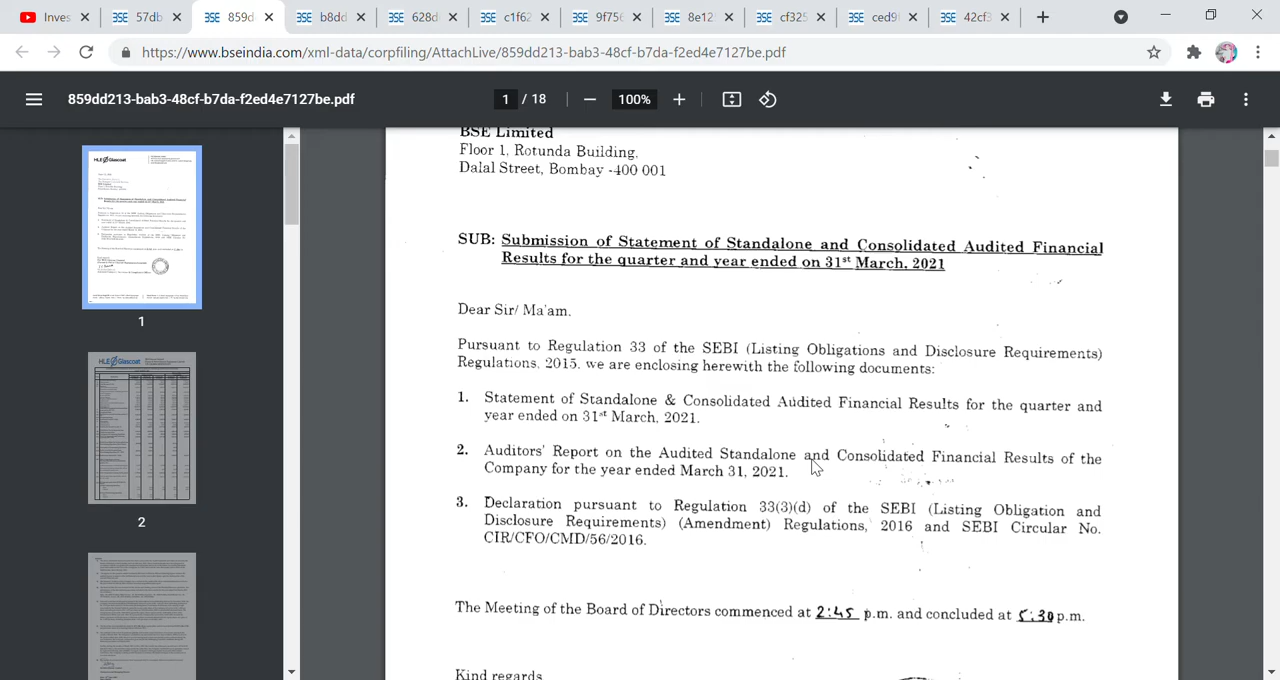 Inves
57db
859d
b8dd
628d
c1f62
9f756
8e12
cf325
ced9f
42cf3
https://www.bseindia.com/xml-data/corpfiling/AttachLive/859dd213-bab3-48cf-b7da-f2ed4e7127be.pdf
859dd213-bab3-48cf-b7da-f2ed4e7127be.pdf
1 / 18
100%
HLE Glascoat
1
HLE Glascoat
2
BSE Limited
Floor 1, Rotunda Building,
Dalal Street, Bombay -400 001
SUB. Submission of Statement of Standalone and Consolidated Audited Financial
Results for the quarter and year ended on 31st March, 2021
Dear Sir/ Ma'am,
Pursuant to Regulation 33 of the SEBI (Listing Obligations and Disclosure Requirements)
Regulations, 2015, we are enclosing herewith the following documents:
1. Statement of Standalone & Consolidated Audited Financial Results for the quarter and
year ended on 31st March, 2021.
2. Auditors Report on the Audited Standalone and Consolidated Financial Results of the
Company for the year ended March 31, 2021.
3. Declaration pursuant to Regulation 33(3)(d) of the SEBI (Listing Obligation and
Disclosure Requirements) (Amendment) Regulations, 2016 and SEBI Circular No.
CIR/CFO/CMD/56/2016.
The Meeting of the Board of Directors commenced at 2:45 p.m. and concluded at 5:30 p.m.
Kind regards